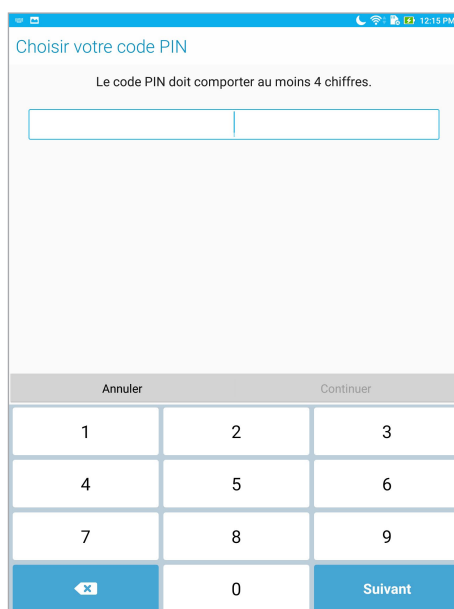 12:15 PM
Choisir votre code PIN
Le code PIN doit comporter au moins 4 chiffres.
Annuler Continuer
1 2 3
4 5 6
7 8 9
0 Suivant